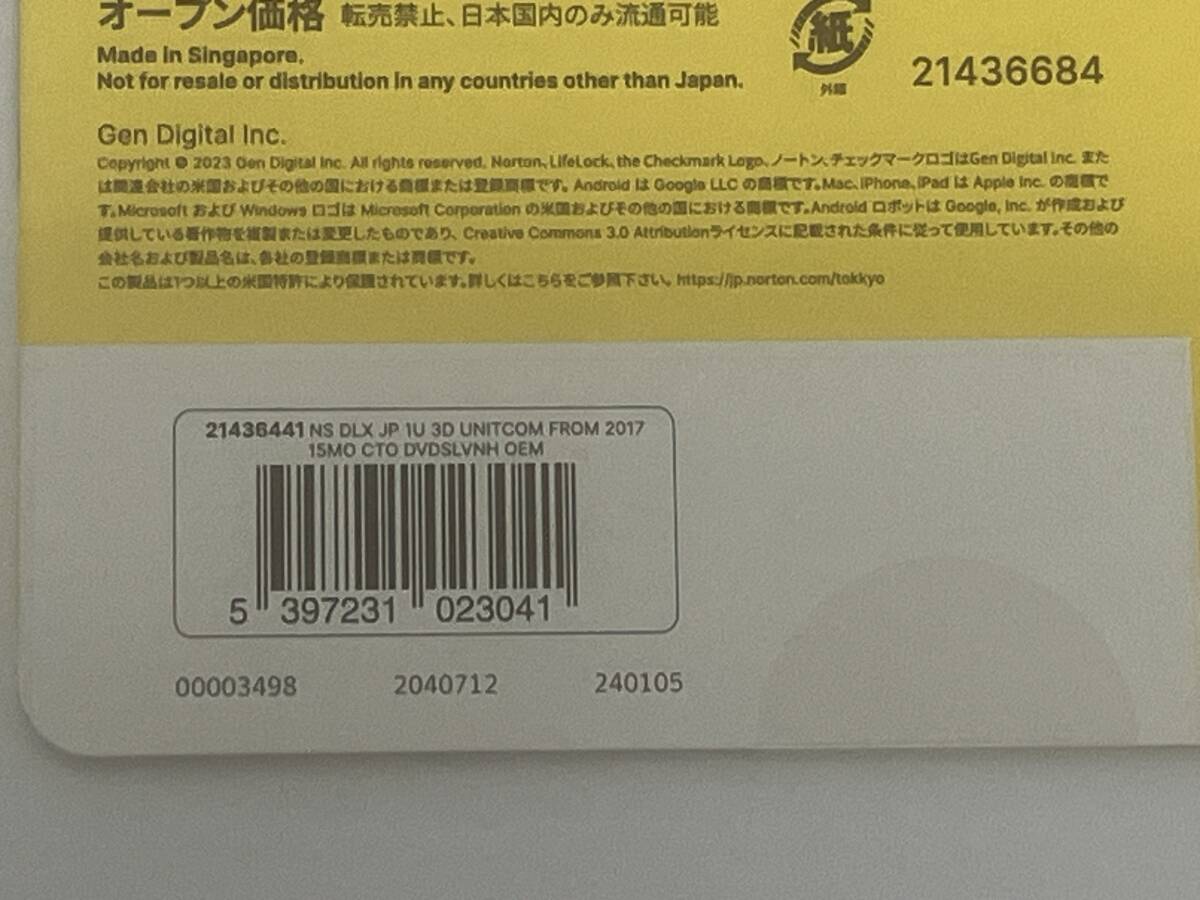 オープン価格 転売禁止、日本国内のみ流通可能
Made in Singapore.
Not for resale or distribution in any countries other than Japan.
紙
外箱
21436684
Gen Digital Inc.
Copyright © 2023 Gen Digital Inc. All rights reserved. Norton、LifeLock、the Checkmark Logo、ノートン、チェックマークロゴはGen Digital Inc. また
は関連会社の米国およびその他の国における商標または登録商標です。Android は Google LLC の商標です。Mac、iPhone、iPad は Apple Inc. の商標で
す。Microsoft および Windows ロゴは Microsoft Corporation の米国およびその他の国における商標です。Android ロボットは Google, Inc. が作成および
提供している著作物を複製または変更したものであり、Creative Commons 3.0 Attributionライセンスに記載された条件に従って使用しています。その他の
会社名および製品名は、各社の登録商標または商標です。
この製品は1つ以上の米国特許により保護されています。詳しくはこちらをご参照下さい。https://jp.norton.com/tokkyo
21436441 NS DLX JP 1U 3D UNITCOM FROM 2017
15MO CTO DVDSLVNH OEM
5 397231 023041
00003498 2040712 240105